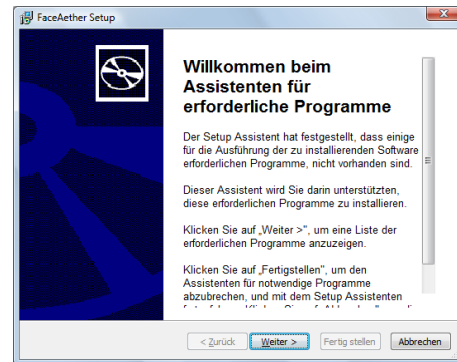 FaceAether Setup
Willkommen beim
Assistenten für
erforderliche Programme
Der Setup Assistent hat festgestellt, dass einige
für die Ausführung der zu installierenden Software
erforderlichen Programme, nicht vorhanden sind.
Dieser Assistent wird Sie darin unterstützten,
diese erforderlichen Programme zu installieren.
Klicken Sie auf „Weiter >", um eine Liste der
erforderlichen Programme anzuzeigen.
Klicken Sie auf „Fertigstellen", um den
Assistenten für notwendige Programme
abzubrechen, und mit dem Setup Assistenten
< Zurück
Weiter >
Fertig stellen
Abbrechen